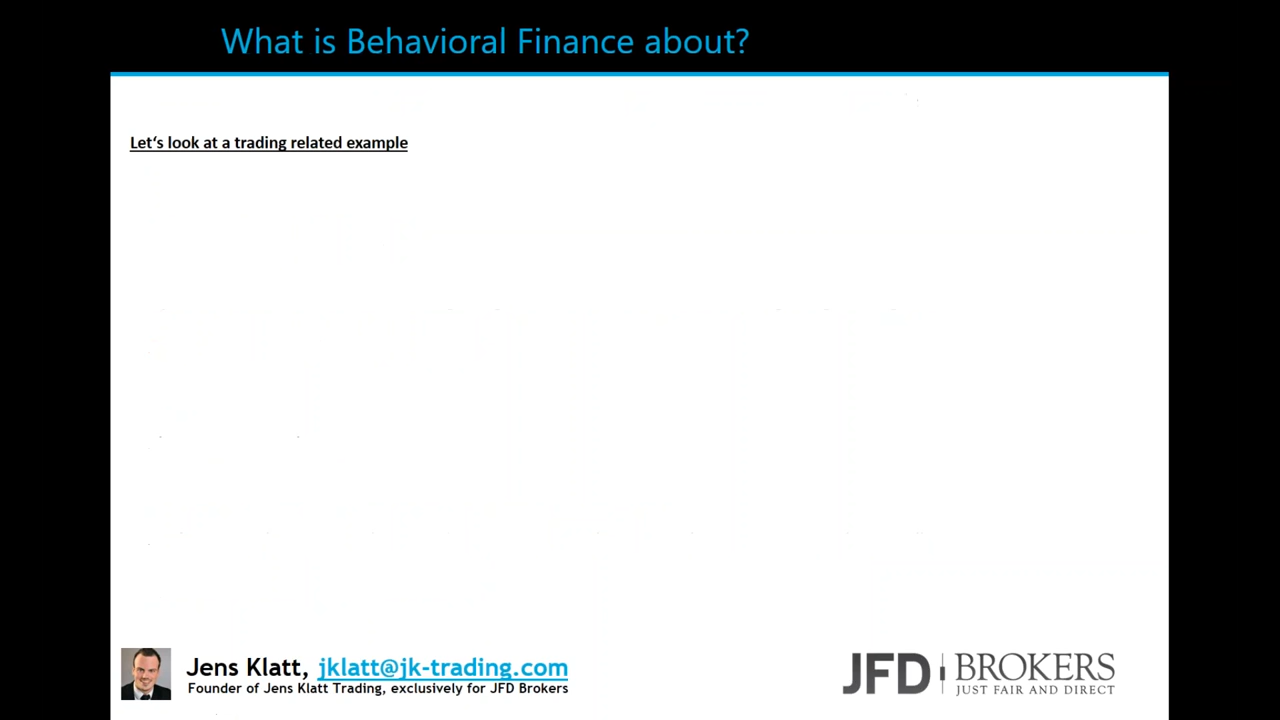 What is Behavioral Finance about?
Let‘s look at a trading related example
Jens Klatt, jklatt@jk-trading.com
Founder of Jens Klatt Trading, exclusively for JFD Brokers
JFD BROKERS
JUST FAIR AND DIRECT